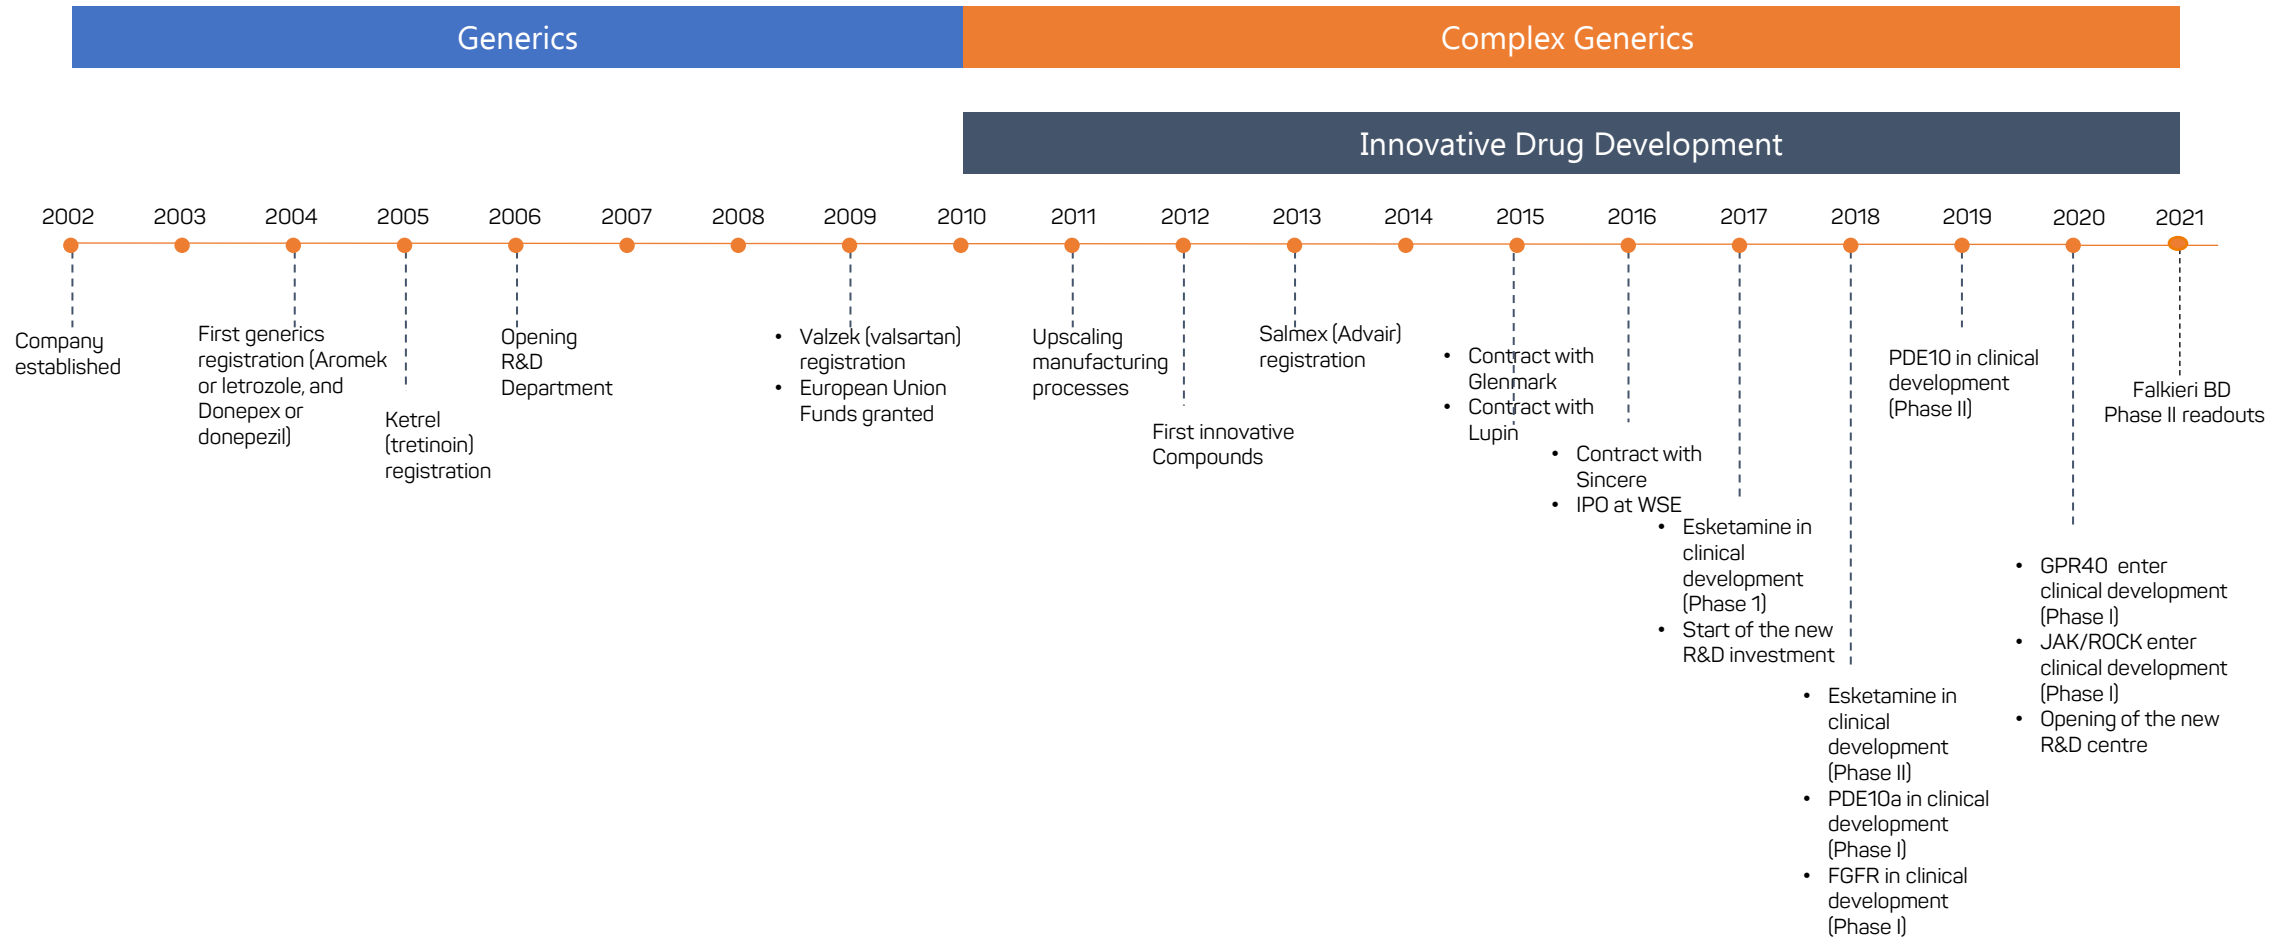 Generics
Complex Generics
Innovative Drug Development
2002
2003
2004
2005
2006
2007
2008
2009
2010
2011
2012
2013
2014
2015
2016
2017
2018
2019
2020
2021
Company
established
First generics
registration (Aromek
or letrozole, and
Donepex or
donepezil)
Ketrel
(tretinoin)
registration
Opening
R&D
Department
• Valzek (valsartan)
registration
• European Union
Funds granted
Upscaling
manufacturing
processes
First innovative
Compounds
Salmex (Advair)
registration
• Contract with
Glenmark
• Contract with
Lupin
• Contract with
Sincere
• IPO at WSE
• Esketamine in
clinical
development
(Phase 1)
• Start of the new
R&D investment
• Esketamine in
clinical
development
(Phase II)
• PDE10a in clinical
development
(Phase I)
• FGFR in clinical
development
(Phase I)
PDE10 in clinical
development
(Phase II)
• GPR40 enter
clinical development
(Phase I)
• JAK/ROCK enter
clinical development
(Phase I)
• Opening of the new
R&D centre
Falkieri BD
Phase II readouts